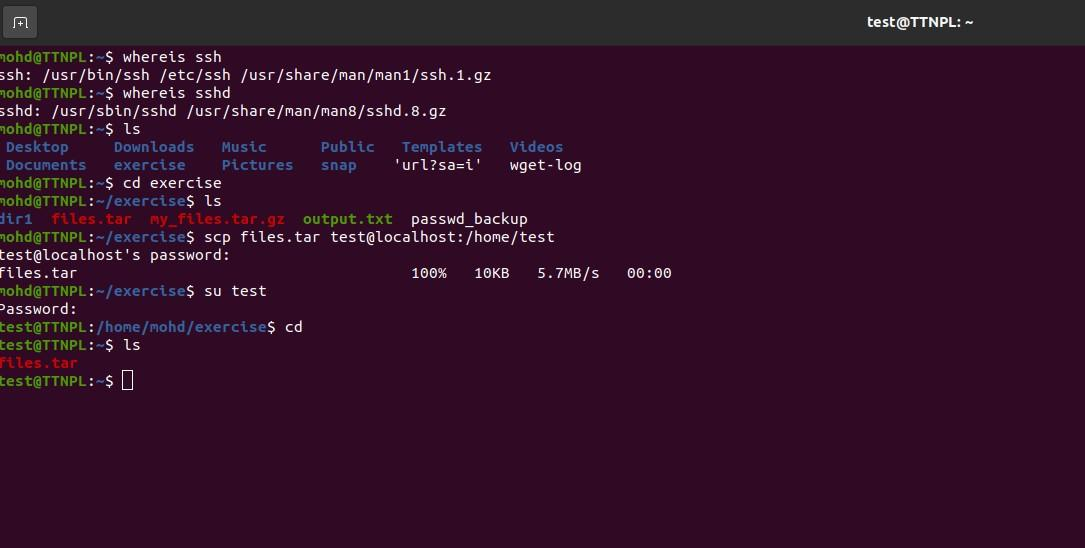 test@TTNPL: ~
mohd@TTNPL:~$ whereis ssh
ssh: /usr/bin/ssh /etc/ssh /usr/share/man/man1/ssh.1.gz
mohd@TTNPL:~$ whereis sshd
sshd: /usr/sbin/sshd /usr/share/man/man8/sshd.8.gz
mohd@TTNPL:~$ ls
Desktop Downloads Music Public Templates Videos
Documents exercise Pictures snap 'url?sa=i' wget-log
mohd@TTNPL:~$ cd exercise
mohd@TTNPL:~/exercise$ ls
dir1 files.tar my_files.tar.gz output.txt passwd_backup
mohd@TTNPL:~/exercise$ scp files.tar test@localhost:/home/test
test@localhost's password:
files.tar 100% 10KB 5.7MB/s 00:00
mohd@TTNPL:~/exercise$ su test
Password:
test@TTNPL:/home/mohd/exercise$ cd
test@TTNPL:~$ ls
files.tar
test@TTNPL:~$